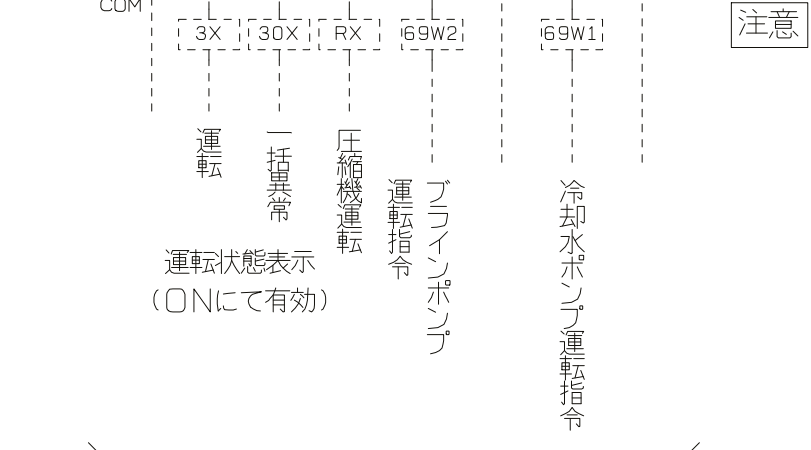 COM
注意
3X
30X
RX
69W2
69W1
運転
一括異常
圧縮機運転
ブラインポンプ
運転指令
冷却水ポンプ運転指令
運転状態表示
(ONにて有効)